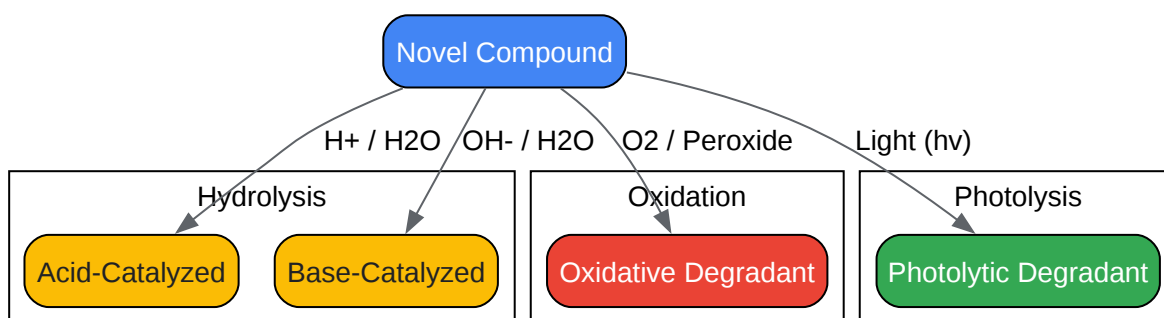 Novel Compound
H+ / H2O
OH- / H2O
O2 / Peroxide
Light (hv)
Hydrolysis
Oxidation
Photolysis
Acid-Catalyzed
Base-Catalyzed
Oxidative Degradant
Photolytic Degradant